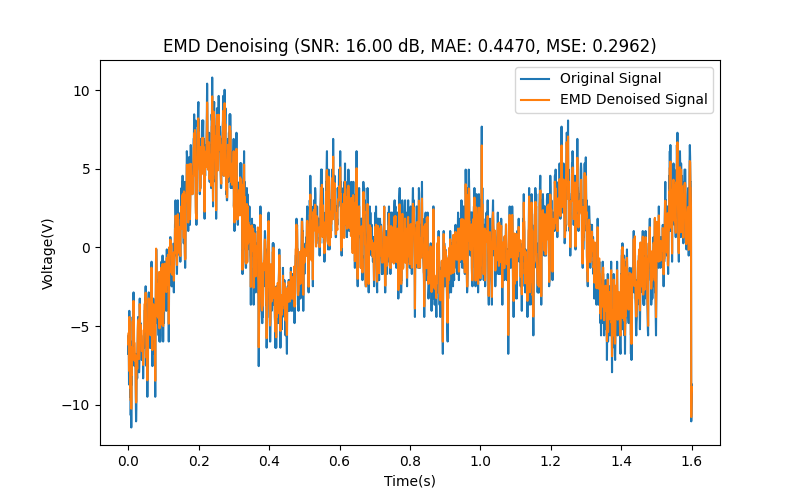 EMD Denoising (SNR: 16.00 dB, MAE: 0.4470, MSE: 0.2962)
Original Signal
EMD Denoised Signal
Voltage(V)
10
5
0
−5
−10
0.0 0.2 0.4 0.6 0.8 1.0 1.2 1.4 1.6
Time(s)